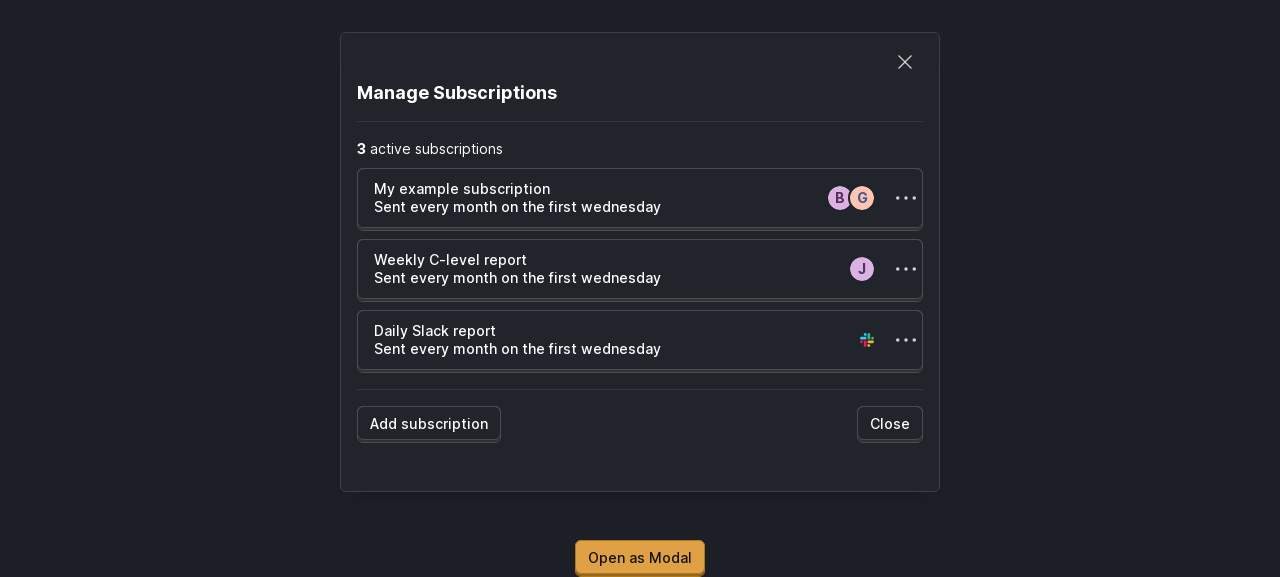 Manage Subscriptions
3 active subscriptions
My example subscription
Sent every month on the first wednesday
B G
Weekly C-level report
Sent every month on the first wednesday
J
Daily Slack report
Sent every month on the first wednesday
Add subscription
Close
Open as Modal